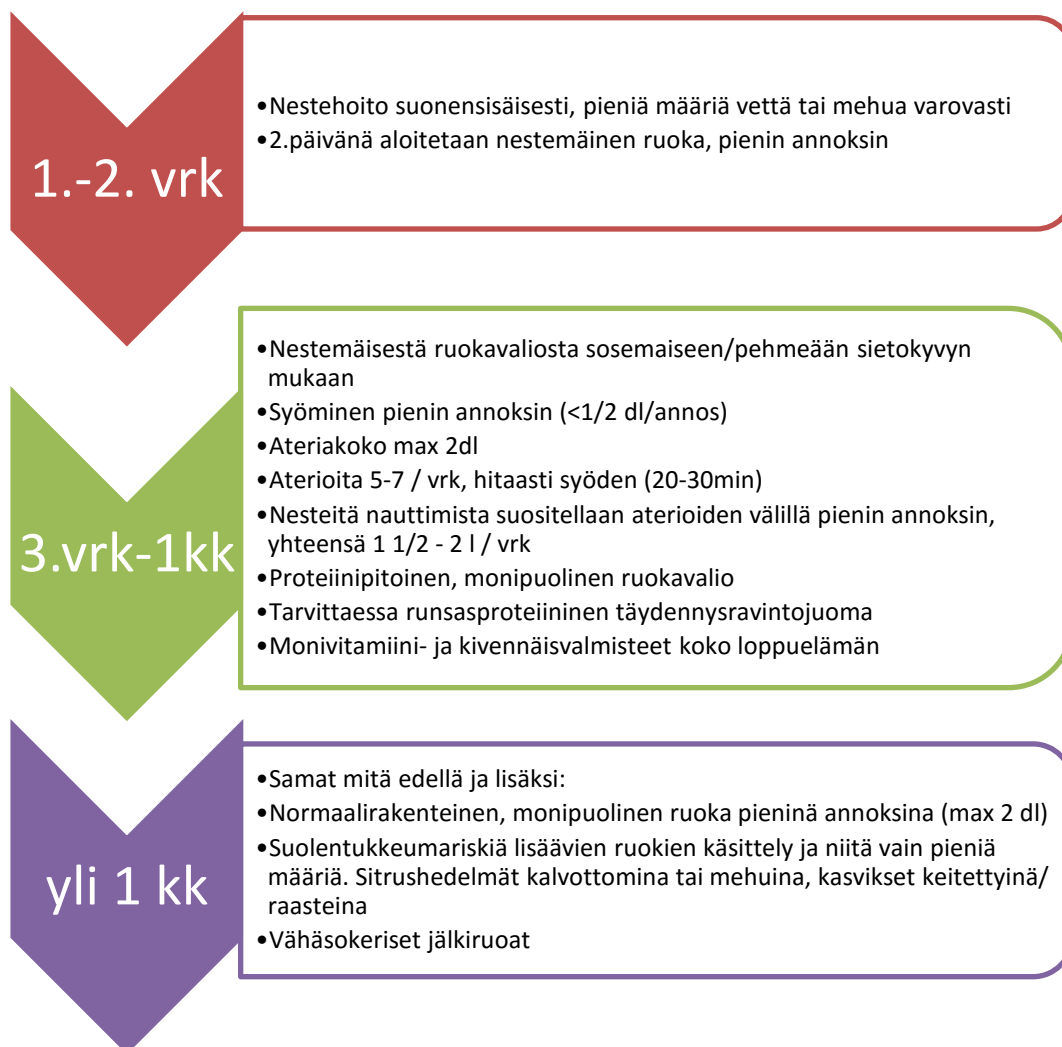 1.-2. vrk
•Nestehoito suonensisäisesti, pieniä määriä vettä tai mehua varovasti
•2.päivänä aloitetaan nestemäinen ruoka, pienin annoksin
3.vrk-1kk
•Nestemäisestä ruokavaliosta sosemaiseen/pehmeään sietokyvyn
mukaan
•Syöminen pienin annoksin (<1/2 dl/annos)
•Ateriakoko max 2dl
•Aterioita 5-7 / vrk, hitaasti syöden (20-30min)
•Nesteitä nauttimista suositellaan aterioiden välillä pienin annoksin,
yhteensä 1 1/2 - 2 l / vrk
•Proteiinipitoinen, monipuolinen ruokavalio
•Tarvittaessa runsasproteiininen täydennysravintojuoma
•Monivitamiini- ja kivennäisvalmisteet koko loppuelämän
yli 1 kk
•Samat mitä edellä ja lisäksi:
•Normaalirakenteinen, monipuolinen ruoka pieninä annoksina (max 2 dl)
•Suolentukkeumariskiä lisäävien ruokien käsittely ja niitä vain pieniä
määriä. Sitrushedelmät kalvottomina tai mehuina, kasvikset keitettyinä/
raasteina
•Vähäsokeriset jälkiruoat